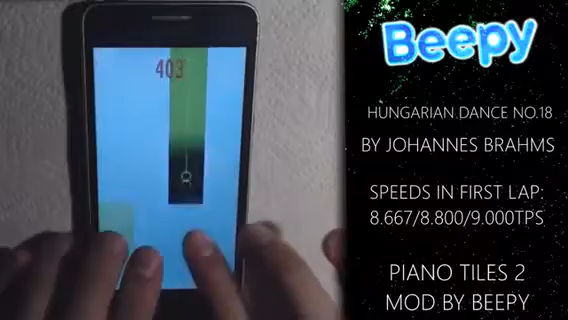 403
Beepy
HUNGARIAN DANCE NO.18
BY JOHANNES BRAHMS
SPEEDS IN FIRST LAP:
8.667/8.800/9.000TPS
PIANO TILES 2
MOD BY BEEPY